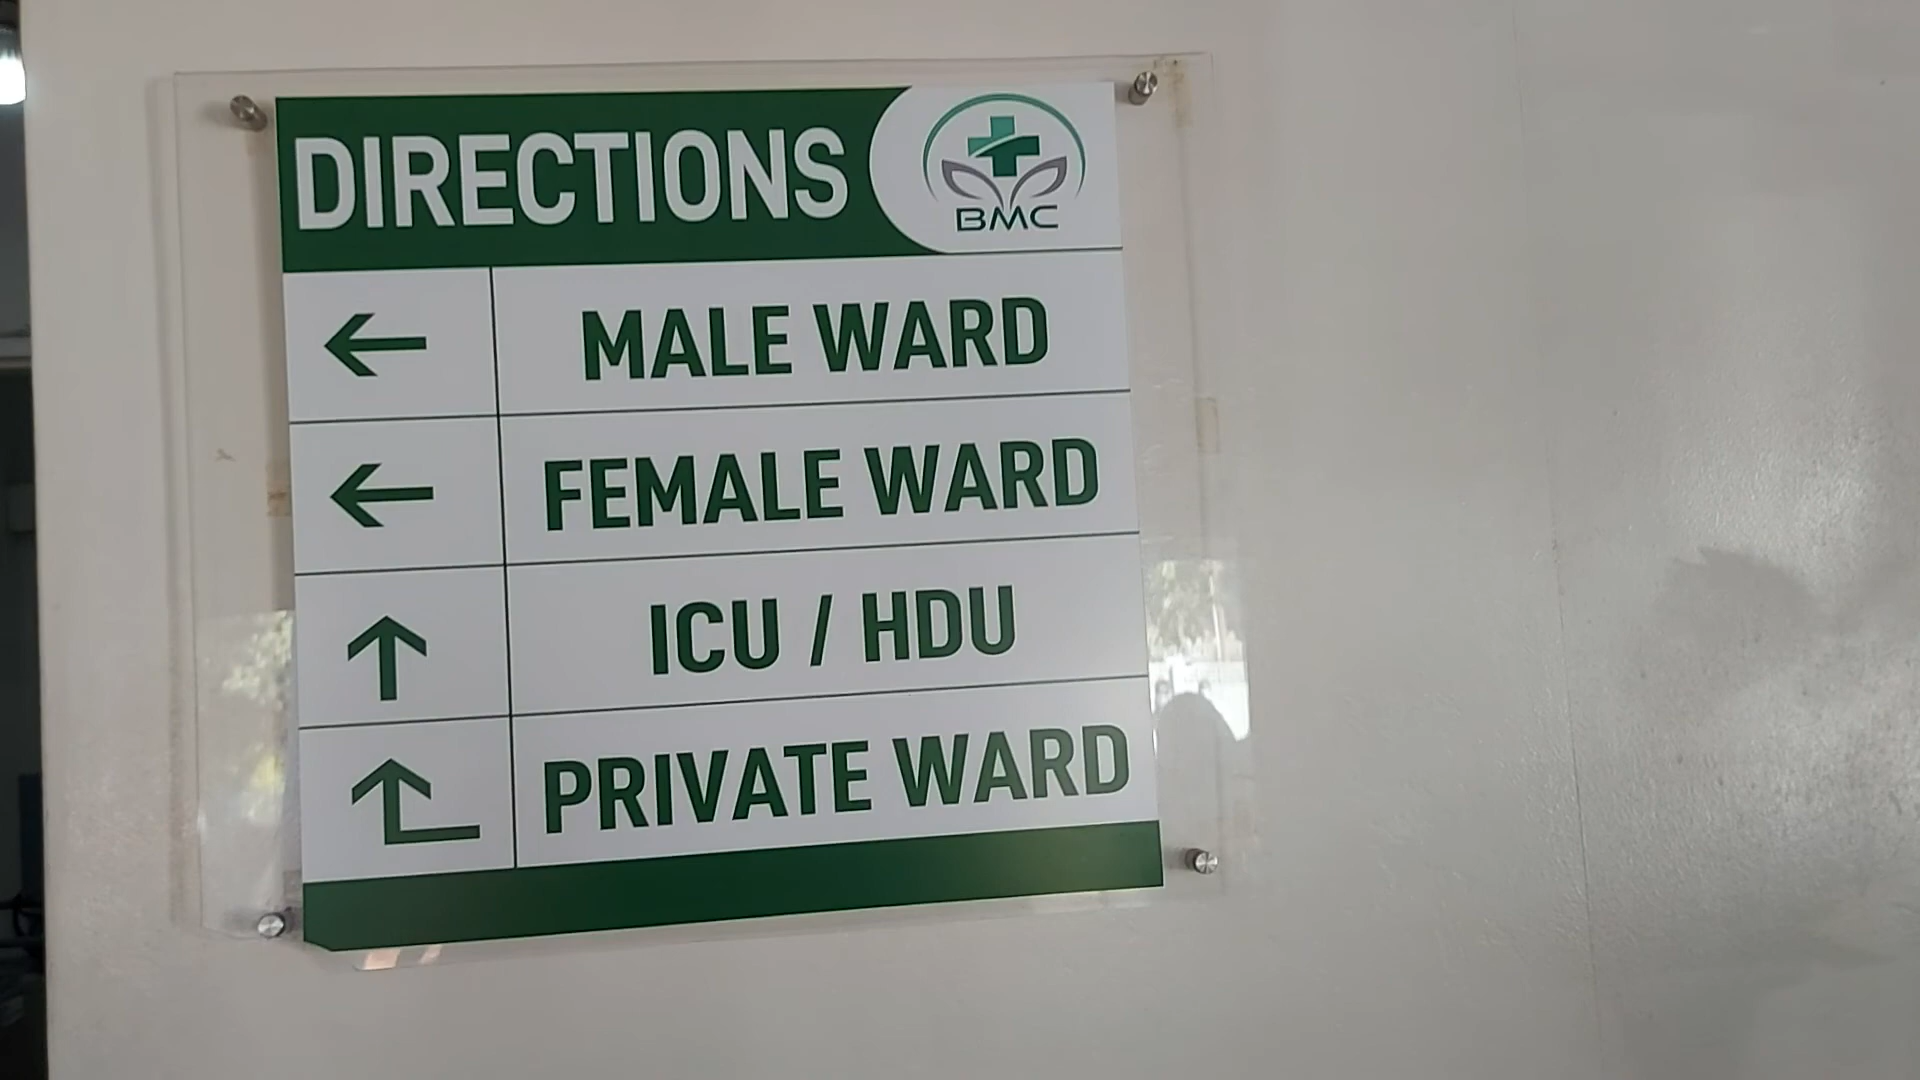 DIRECTIONS
BMC
MALE WARD
FEMALE WARD
ICU / HDU
PRIVATE WARD